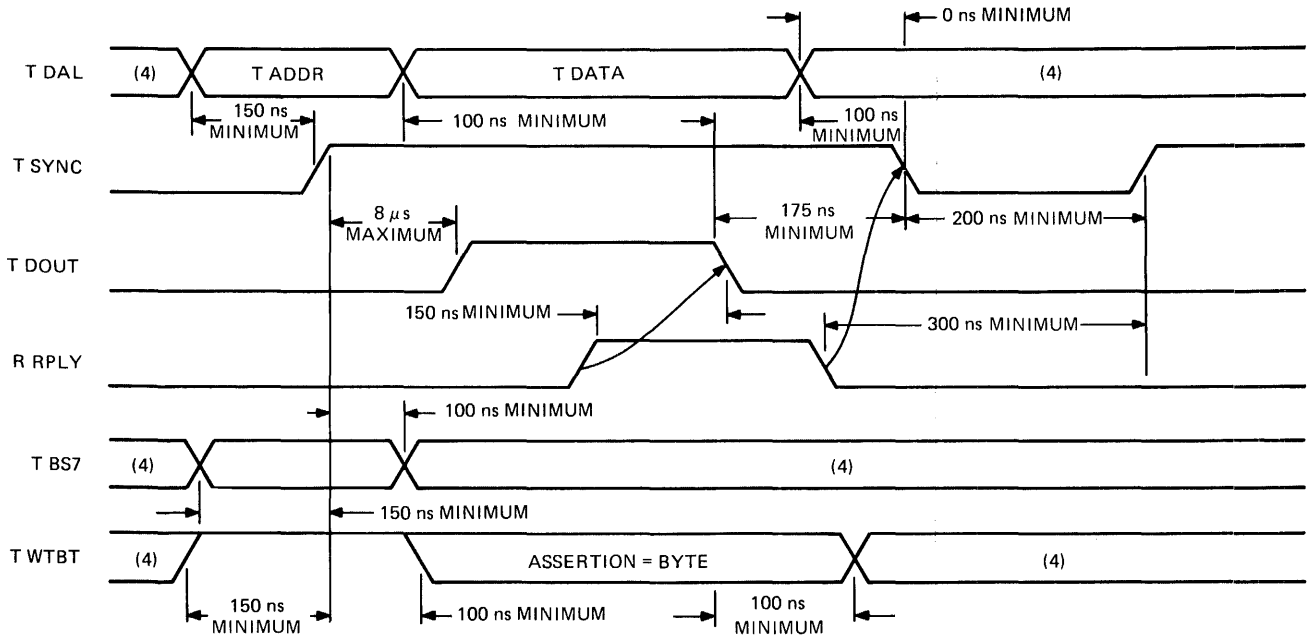 0 ns MINIMUM
T DAL
(4)
T ADDR
T DATA
(4)
150 ns
MINIMUM
100 ns MINIMUM
100 ns
MINIMUM
T SYNC
8 μs
MAXIMUM
175 ns
MINIMUM
200 ns MINIMUM
T DOUT
150 ns MINIMUM
300 ns MINIMUM
R RPLY
100 ns MINIMUM
T BS7
(4)
(4)
150 ns MINIMUM
T WTBT
(4)
ASSERTION = BYTE
(4)
150 ns
MINIMUM
100 ns MINIMUM
100 ns
MINIMUM